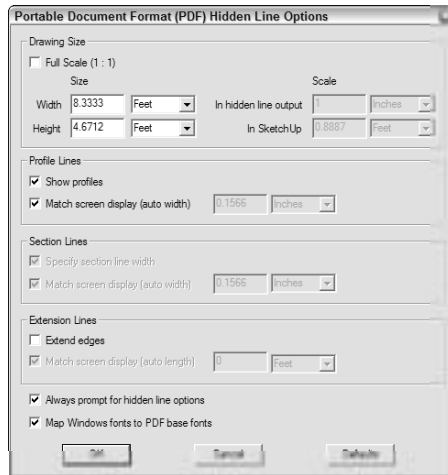 Portable Document Format (PDF) Hidden Line Options
Drawing Size
Full Scale (1 : 1)
Size Scale
Width 8.3333 Feet In hidden line output 1 Inches
Height 4.6712 Feet In SketchUp 0.8887 Feet
Profile Lines
Show profiles
Match screen display (auto width) 0.1566 Inches
Section Lines
Specify section line width
Match screen display (auto width) 0.1566 Inches
Extension Lines
Extend edges
Match screen display (auto length) 0 Feet
Always prompt for hidden line options
Map Windows fonts to PDF base fonts
Cancel Defaults